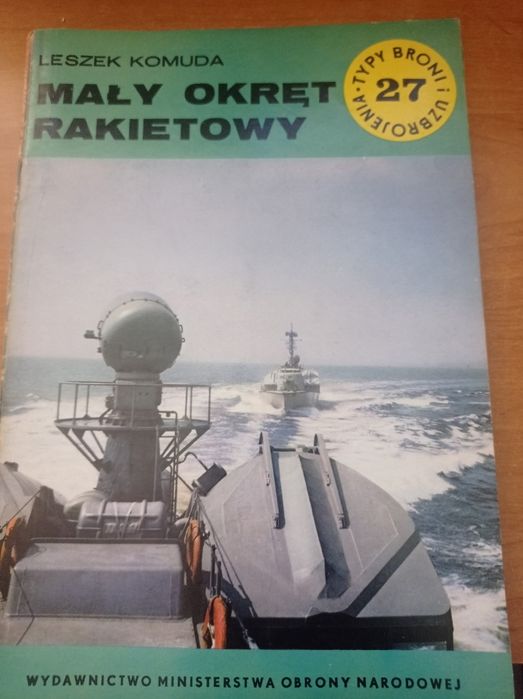 LESZEK KOMUDA
MAŁY OKRĘT
RAKIETOWY
TYPY BRONI i UZBROJENIA •
27
WYDAWNICTWO MINISTERSTWA OBRONY NARODOWEJ